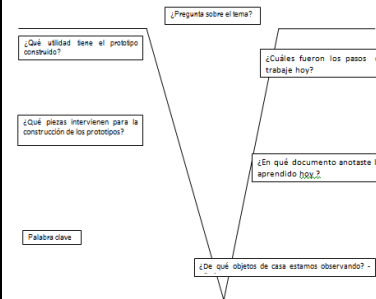 ¿Pregunta sobre el tema?
¿Qué utilidad tiene el prototipo
construido?
¿Cuáles fueron los pasos
trabaje hoy?
¿Qué piezas intervienen para la
construcción de los prototipos?
¿En qué documento anotaste l
aprendido hoy ?
Palabra clave
¿De qué objetos de casa estamos observando? -